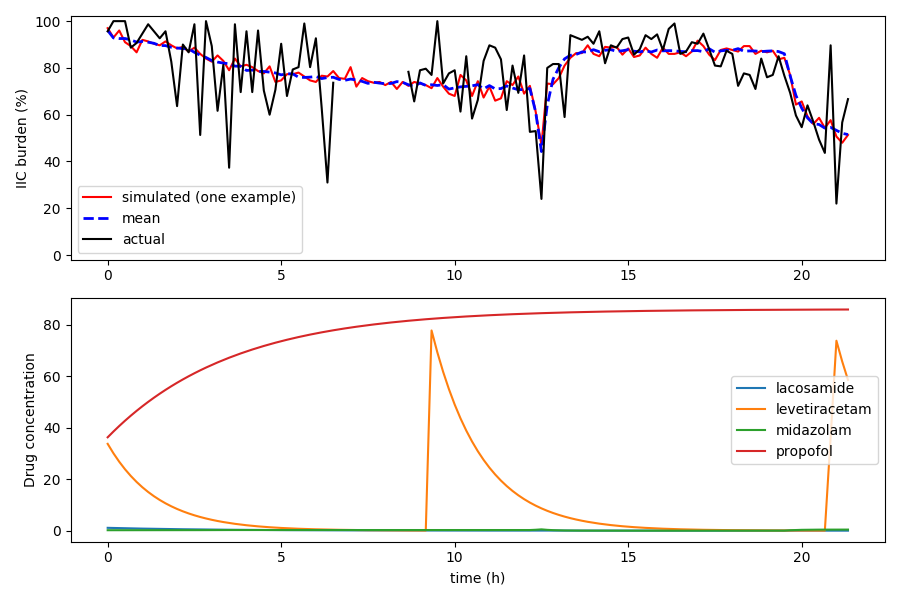 100
80
60
40
20
0
IIC burden (%)
simulated (one example)
mean
actual
0 5 10 15 20
80
60
40
20
0
Drug concentration
lacosamide
levetiracetam
midazolam
propofol
0 5 10 15 20
time (h)